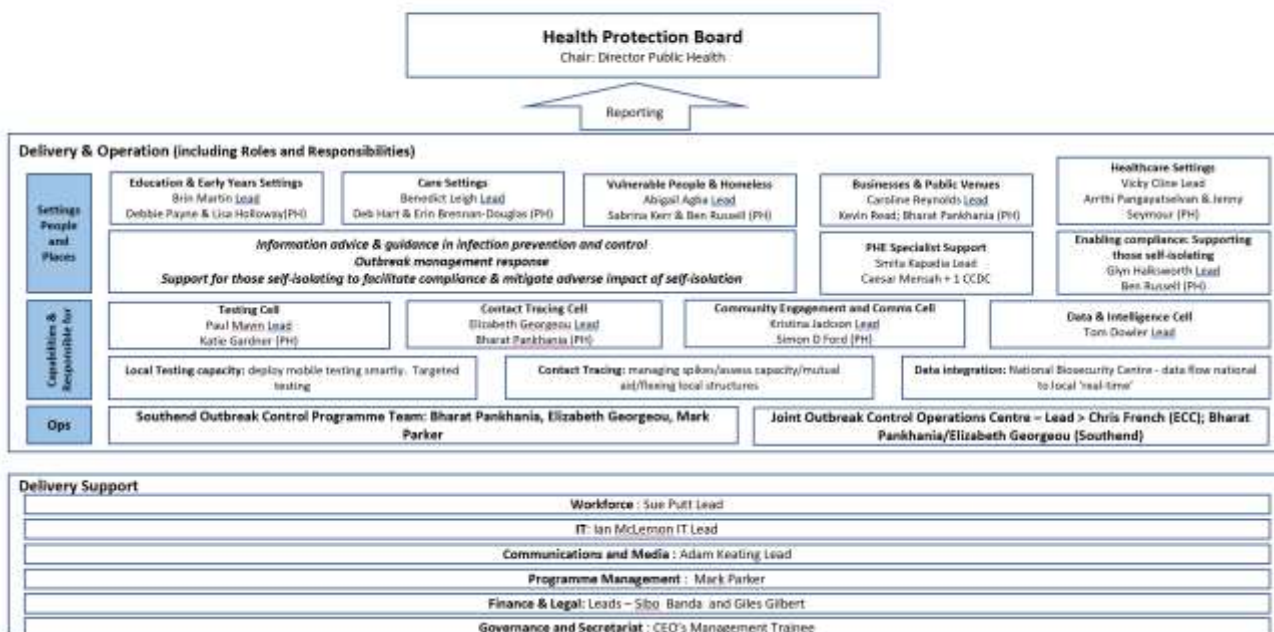 Health Protection Board
Chair: Director Public Health
Reporting
Delivery & Operation (including Roles and Responsibilities)
Settings
People
and
Places
Education & Early Years Settings
Brin Martin Lead
Debbie Payne & Lisa Holloway(PH)
Care Settings
Benedict Leigh Lead
Deb Hart & Erin Brennan-Douglas (PH)
Vulnerable People & Homeless
Abigail Agba Lead
Sabrina Kerr & Ben Russell (PH)
Businesses & Public Venues
Caroline Reynolds Lead
Kevin Read; Bharat Pankhania (PH)
Healthcare Settings
Vicky Cline Lead
Arrthi Pangayatselvan & Jenny
Seymour (PH)
Information advice & guidance in infection prevention and control
Outbreak management response
Support for those self-isolating to facilitate compliance & mitigate adverse impact of self-isolation
PHE Specialist Support
Smita Kapadia Lead
Caesar Mensah + 1 CCDC
Enabling compliance: Supporting
those self-isolating
Glyn Halksworth Lead
Ben Russell (PH)
Capabilities &
Responsible for
Testing Cell
Paul Mavin Lead
Katie Gardner (PH)
Contact Tracing Cell
Elizabeth Georgeou Lead
Bharat Pankhania (PH)
Community Engagement and Comms Cell
Kristina Jackson Lead
Simon D Ford (PH)
Data & Intelligence Cell
Tom Dowler Lead
Local Testing capacity: deploy mobile testing smartly. Targeted
testing
Contact Tracing: managing spikes/assess capacity/mutual
aid/flexing local structures
Data integration: National Biosecurity Centre - data flow national
to local 'real-time'
Ops
Southend Outbreak Control Programme Team: Bharat Pankhania, Elizabeth Georgeou, Mark
Parker
Joint Outbreak Control Operations Centre – Lead > Chris French (ECC); Bharat
Pankhania/Elizabeth Georgeou (Southend)
Delivery Support
Workforce : Sue Putt Lead
IT: Ian McLernon IT Lead
Communications and Media : Adam Keating Lead
Programme Management : Mark Parker
Finance & Legal: Leads – Sibo Banda and Giles Gilbert
Governance and Secretariat : CEO's Management Trainee